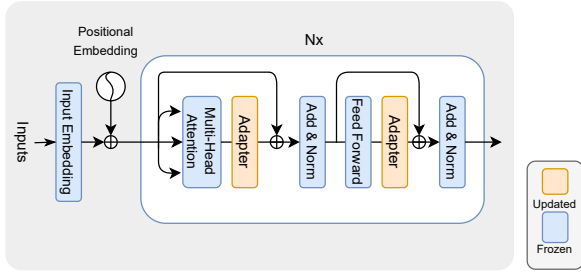 Positional
Embedding
Nx
Inputs
Input Embedding
Multi-Head
Attention
Adapter
Add & Norm
Feed Forward
Adapter
Add & Norm
Updated
Frozen